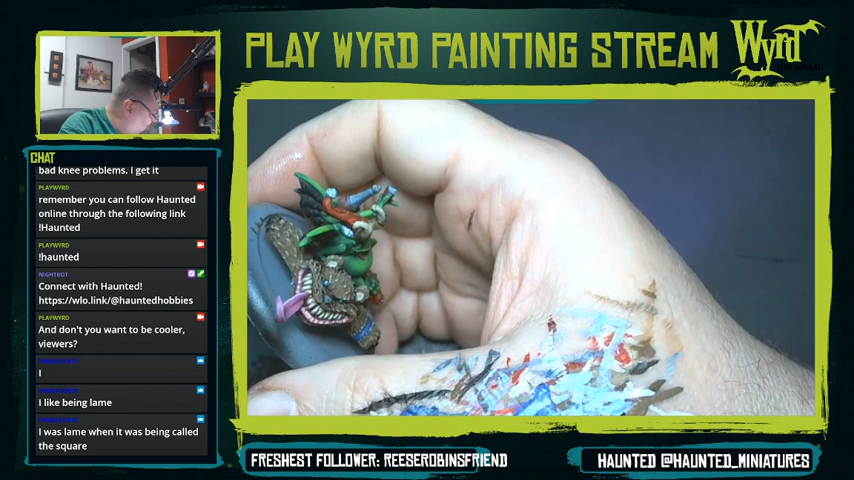 PLAY WYRD PAINTING STREAM
Wyrd
CHAT
bad knee problems. I get it
PLAYWYRD
remember you can follow Haunted
online through the following link
!Haunted
PLAYWYRD
!haunted
NIGHTBOT
Connect with Haunted!
https://wlo.link/@hauntedhobbies
PLAYWYRD
And don't you want to be cooler,
viewers?
I
I like being lame
I was lame when it was being called
the square
FRESHEST FOLLOWER: REESEROBINSFRIEND
HAUNTED @HAUNTED_MINIATURES